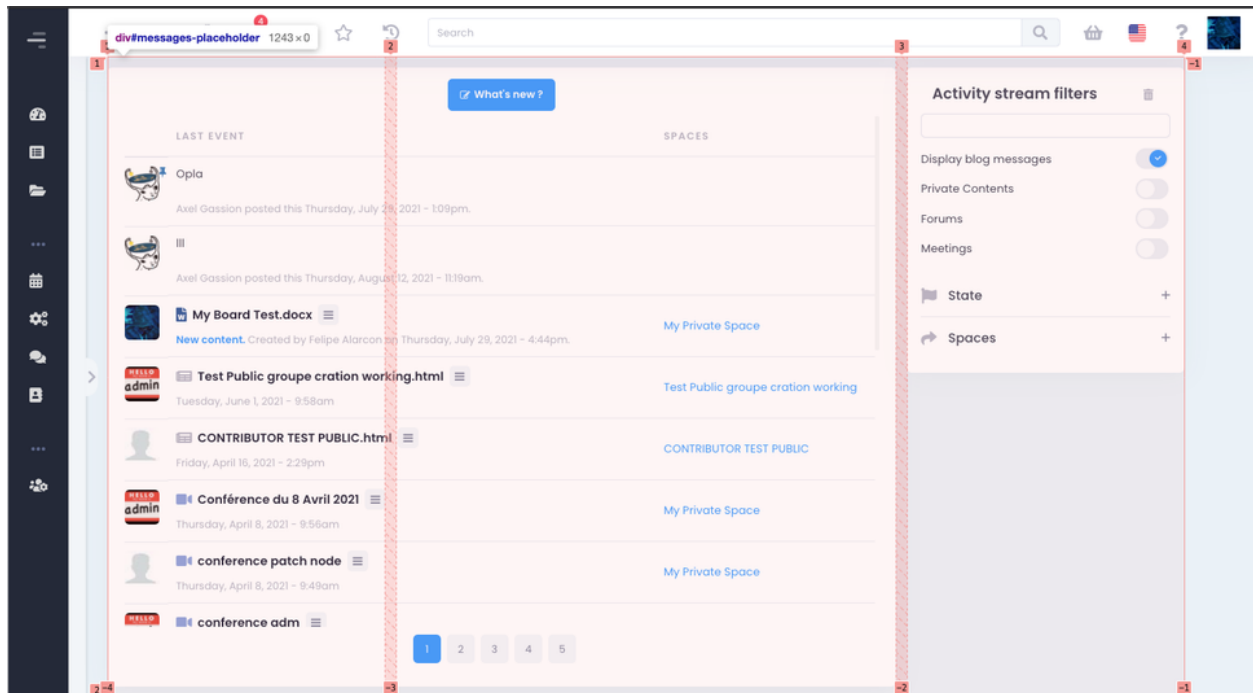 4
div#messages-placeholder 1243×0
Search
1 2 3 4 -1
What's new ?
LAST EVENT SPACES
Opla
Axel Gassion posted this Thursday, July 29, 2021 - 1:09pm.
lll
Axel Gassion posted this Thursday, August 12, 2021 - 11:19am.
My Board Test.docx
New content. Created by Felipe Alarcon on Thursday, July 29, 2021 - 4:44pm.
My Private Space
HELLO admin
Test Public groupe cration working.html
Tuesday, June 1, 2021 - 9:58am
Test Public groupe cration working
CONTRIBUTOR TEST PUBLIC.html
Friday, April 16, 2021 - 2:29pm
CONTRIBUTOR TEST PUBLIC
HELLO admin
Conférence du 8 Avril 2021
Thursday, April 8, 2021 - 9:56am
My Private Space
conference patch node
Thursday, April 8, 2021 - 9:49am
My Private Space
HELLO
conference adm
1 2 3 4 5
Activity stream filters
Display blog messages
Private Contents
Forums
Meetings
State +
Spaces +
2 -4 -3 -2 -1